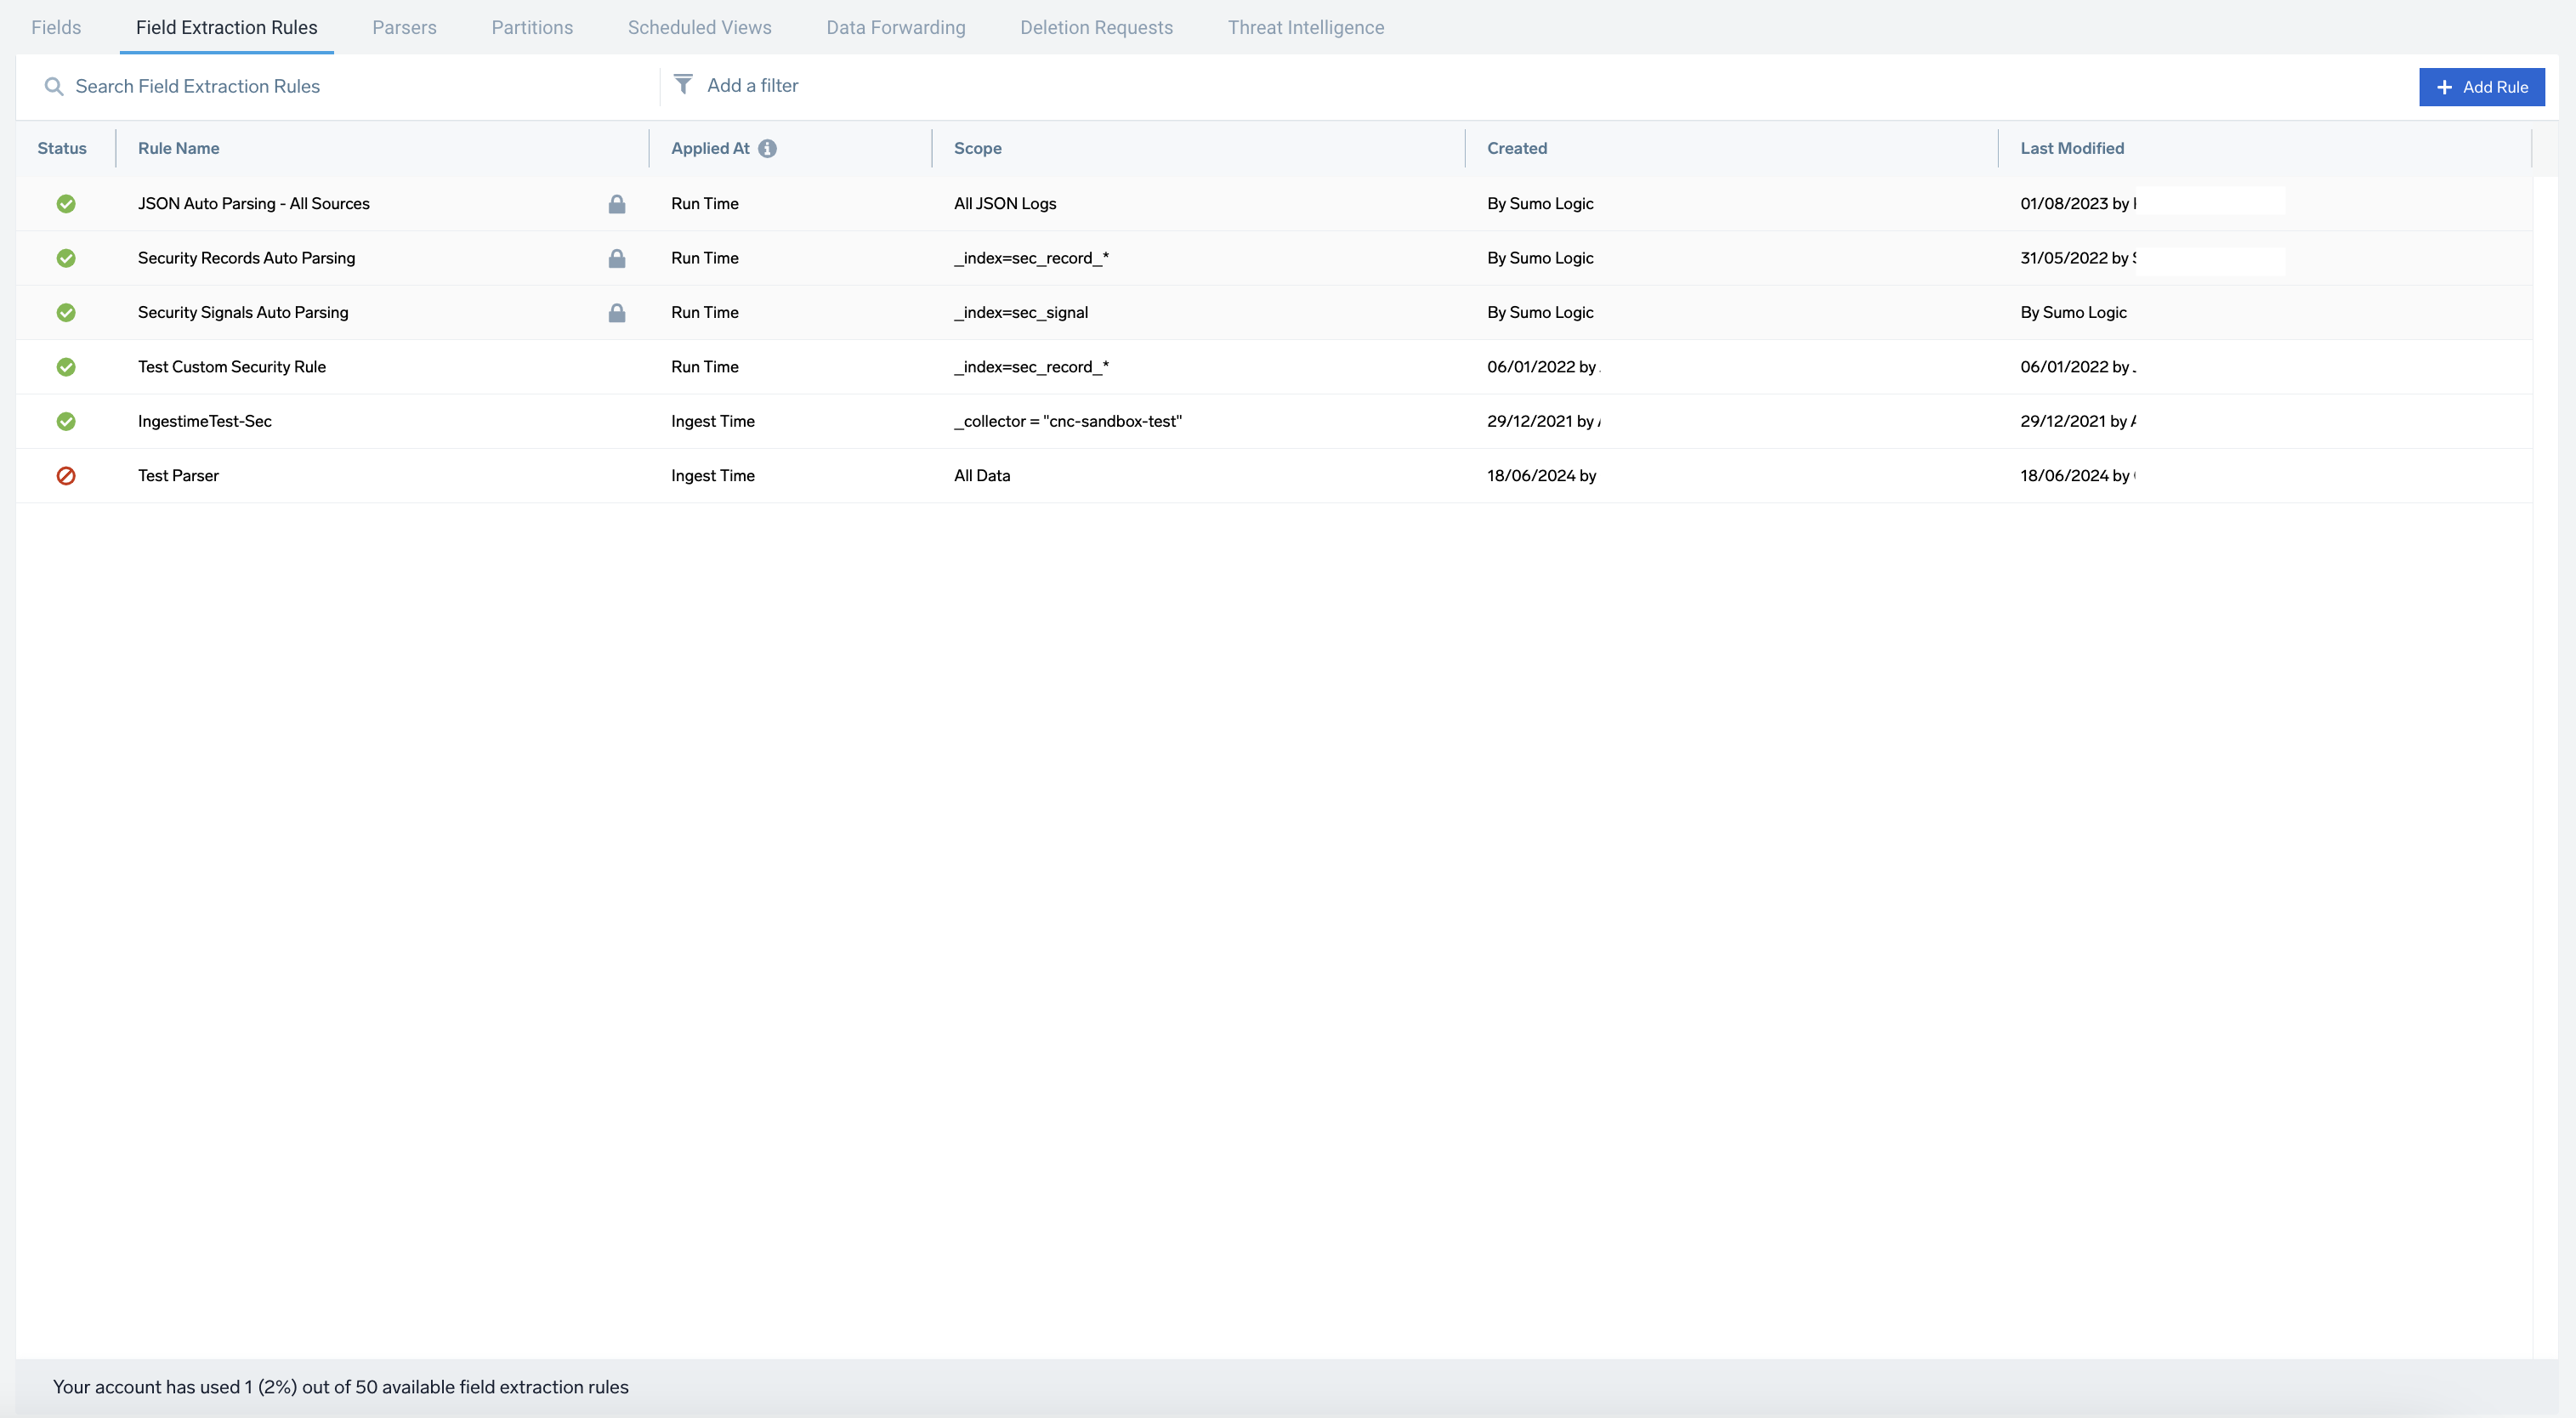 Fields Field Extraction Rules Parsers Partitions Scheduled Views Data Forwarding Deletion Requests Threat Intelligence
Search Field Extraction Rules Add a filter + Add Rule
Status Rule Name Applied At Scope Created Last Modified
JSON Auto Parsing - All Sources Run Time All JSON Logs By Sumo Logic 01/08/2023 by
Security Records Auto Parsing Run Time _index=sec_record_* By Sumo Logic 31/05/2022 by
Security Signals Auto Parsing Run Time _index=sec_signal By Sumo Logic By Sumo Logic
Test Custom Security Rule Run Time _index=sec_record_* 06/01/2022 by 06/01/2022 by
IngestimeTest-Sec Ingest Time _collector = "cnc-sandbox-test" 29/12/2021 by 29/12/2021 by
Test Parser Ingest Time All Data 18/06/2024 by 18/06/2024 by
Your account has used 1 (2%) out of 50 available field extraction rules